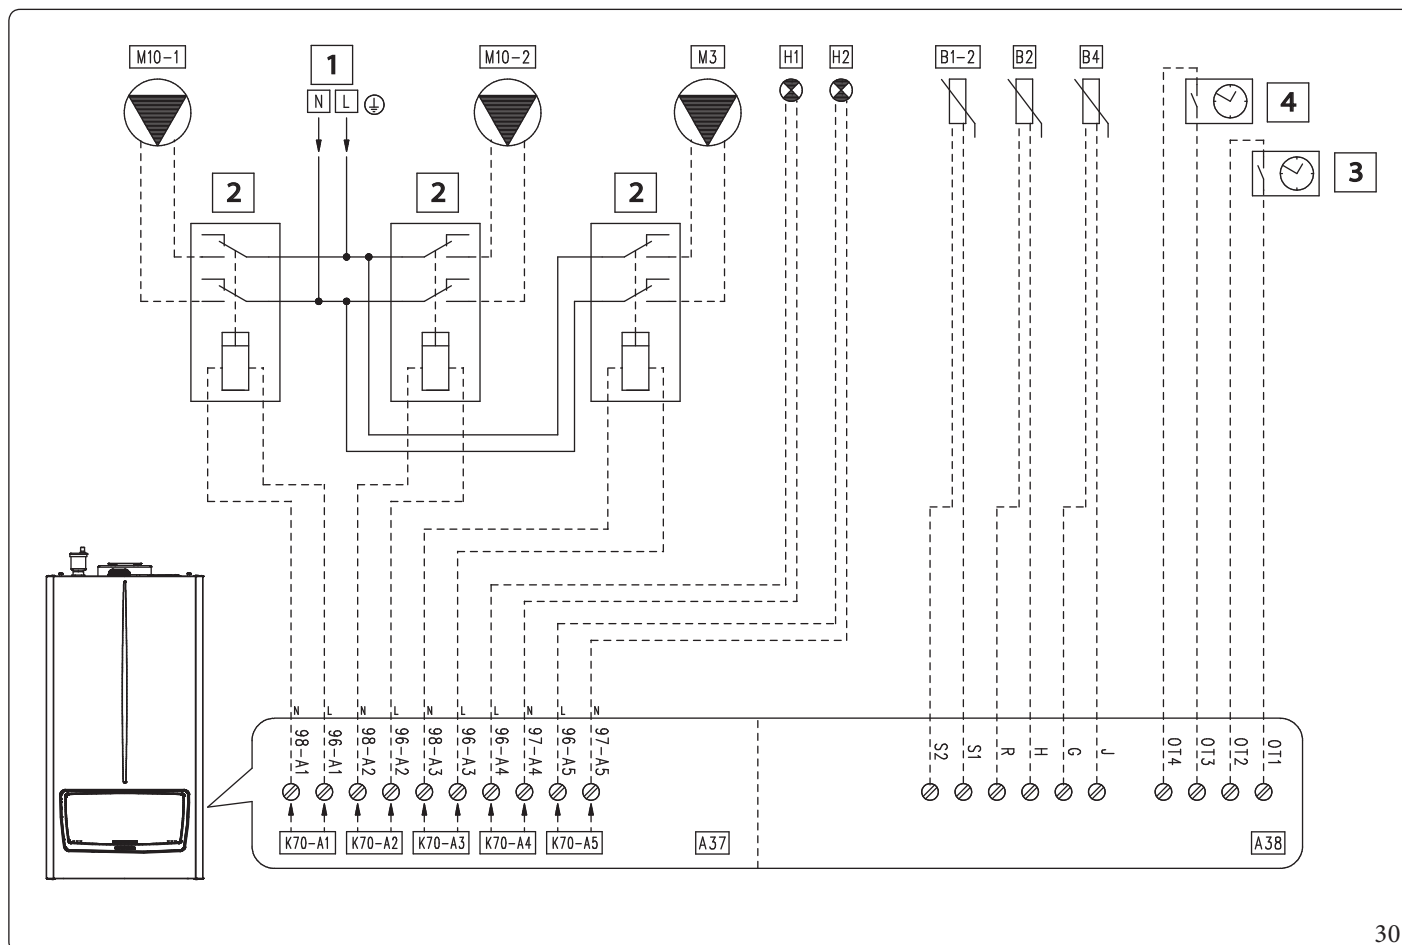 M10-1
1
M10-2
M3
H1
H2
B1-2
B2
B4
N
L
4
3
2
2
2
N
L
N
L
N
L
L
N
L
N
98-A1
96-A1
98-A2
96-A2
98-A3
96-A3
96-A4
97-A4
96-A5
97-A5
S2
S1
R
H
G
J
OT4
OT3
OT2
OT1
K70-A1
K70-A2
K70-A3
K70-A4
K70-A5
A37
A38
30